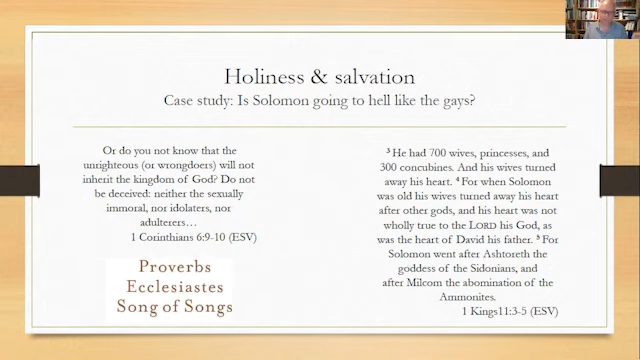 Holiness & salvation
Case study: Is Solomon going to hell like the gays?
Or do you not know that the
unrighteous (or wrongdoers) will not
inherit the kingdom of God? Do not
be deceived: neither the sexually
immoral, nor idolaters, nor
adulterers…
1 Corinthians 6:9-10 (ESV)
Proverbs
Ecclesiastes
Song of Songs
³ He had 700 wives, princesses, and
300 concubines. And his wives turned
away his heart. ⁴ For when Solomon
was old his wives turned away his heart
after other gods, and his heart was not
wholly true to the LORD his God, as
was the heart of David his father. ⁵ For
Solomon went after Ashtoreth the
goddess of the Sidonians, and
after Milcom the abomination of the
Ammonites.
1 Kings11:3-5 (ESV)